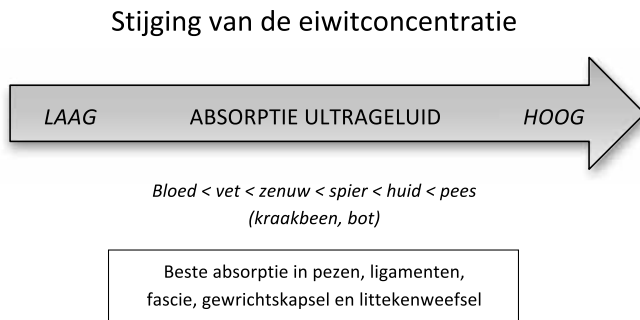 Stijging van de eiwitconcentratie
LAAG ABSORPTIE ULTRAGELUID HOOG
Bloed < vet < zenuw < spier < huid < pees
(kraakbeen, bot)
Beste absorptie in pezen, ligamenten,
fascie, gewrichtskapsel en littekenweefsel